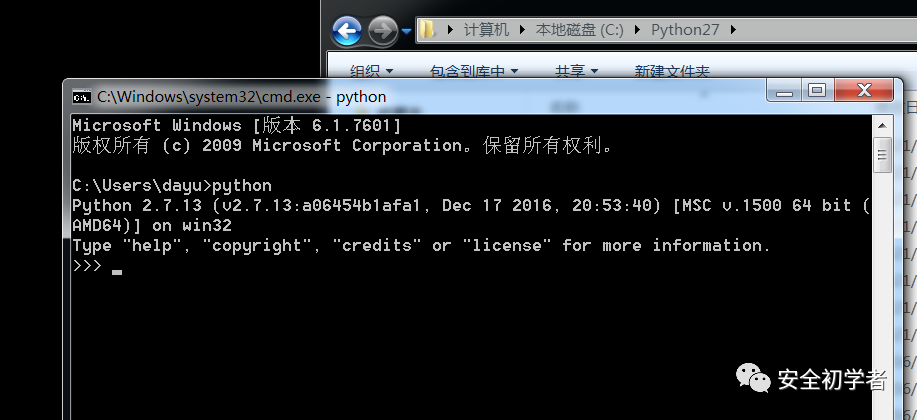 计算机 本地磁盘 (C:) Python27
组织 包含到库中 共享 新建文件夹
C:\Windows\system32\cmd.exe - python
Microsoft Windows [版本 6.1.7601]
版权所有 (c) 2009 Microsoft Corporation。保留所有权利。
C:\Users\dayu>python
Python 2.7.13 (v2.7.13:a06454b1afa1, Dec 17 2016, 20:53:40) [MSC v.1500 64 bit (
AMD64)] on win32
Type "help", "copyright", "credits" or "license" for more information.
>>>
安全初学者